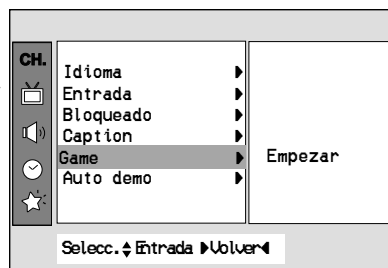 CH.
Idioma ▶
Entrada ▶
Bloqueado ▶
Caption ▶
Game ▶ Empezar
Auto demo ▶
Selecc.▲▼ Entrada ▶Volver◀